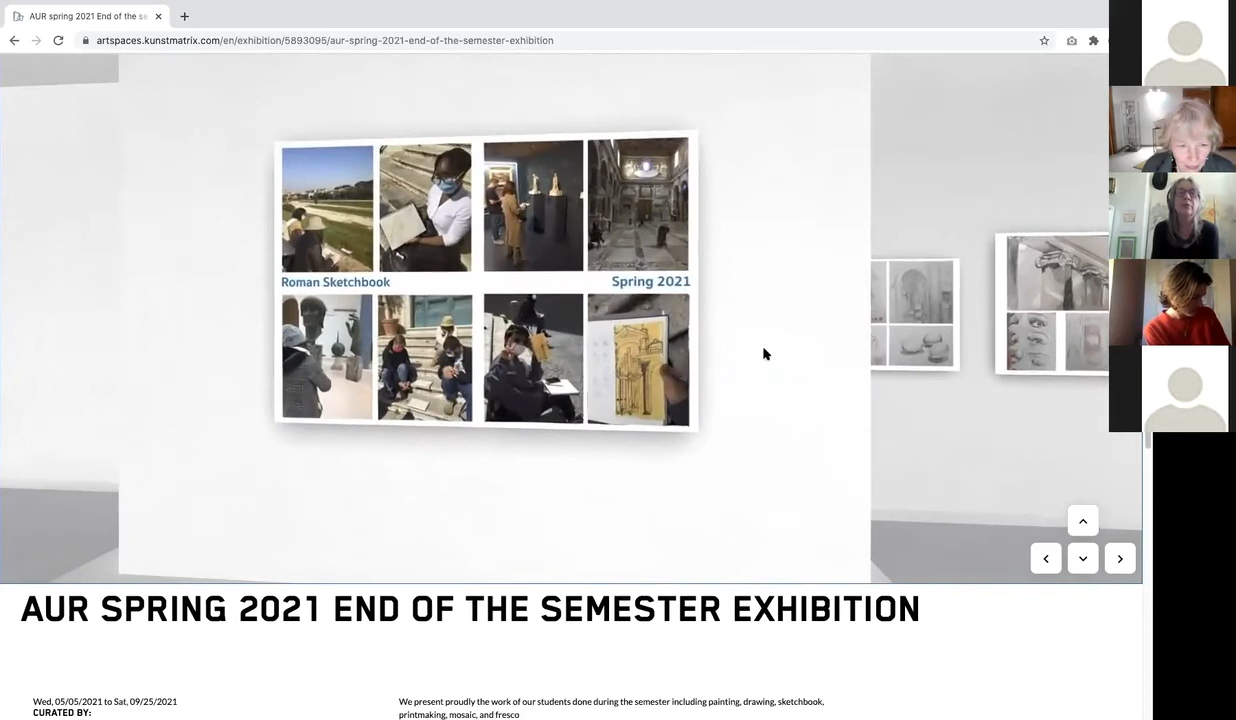 AUR spring 2021 End of the se
artspaces.kunstmatrix.com/en/exhibition/5893095/aur-spring-2021-end-of-the-semester-exhibition
Roman Sketchbook
Spring 2021
AUR SPRING 2021 END OF THE SEMESTER EXHIBITION
Wed, 05/05/2021 to Sat, 09/25/2021
CURATED BY:
We present proudly the work of our students done during the semester including painting, drawing, sketchbook,
printmaking, mosaic, and fresco